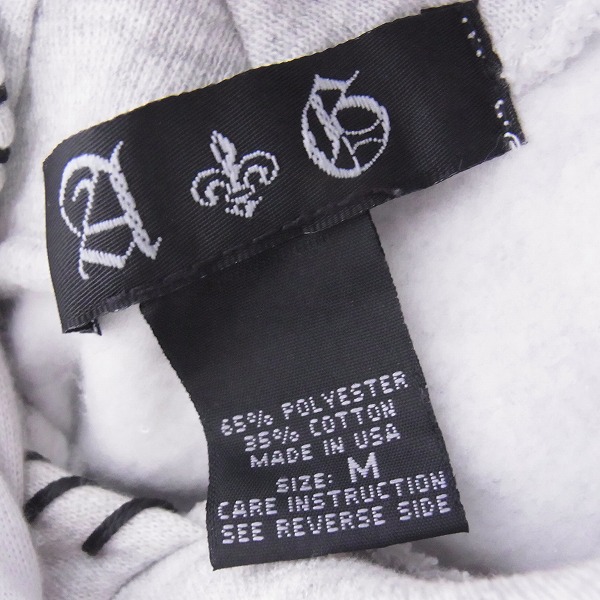 A G
65% POLYESTER
35% COTTON
MADE IN USA
SIZE: M
CARE INSTRUCTION
SEE REVERSE SIDE